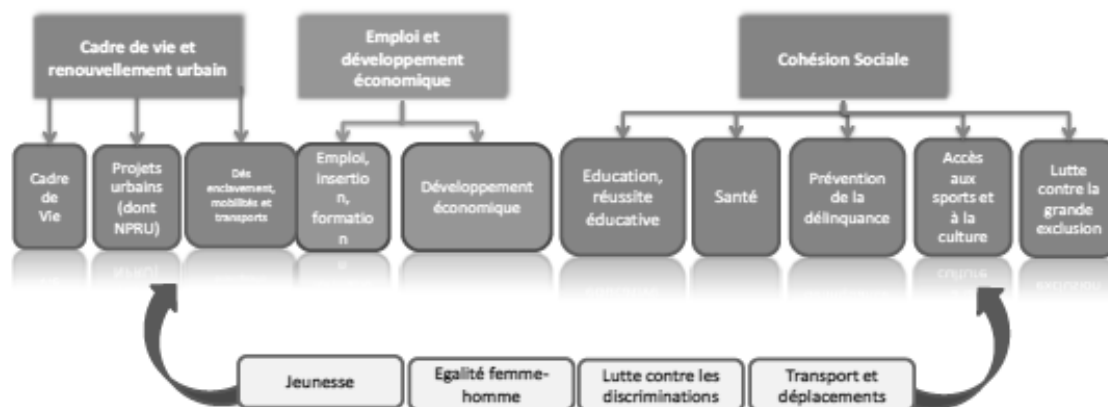 Cadre de vie et
renouvellement urbain
Emploi et
développement
économique
Cohésion Sociale
Cadre
de
Vie
Projets
urbains
(dont
NPRU)
Dés
enclavement,
mobilités et
transports
Emploi,
insertio
n,
formatio
n
Développement
économique
Education,
réussite
éducative
Santé
Prévention
de la
délinquance
Accès
aux
sports et
à la
culture
Lutte
contre la
grande
exclusion
Jeunesse
Egalité femme-
homme
Lutte contre les
discriminations
Transport et
déplacements